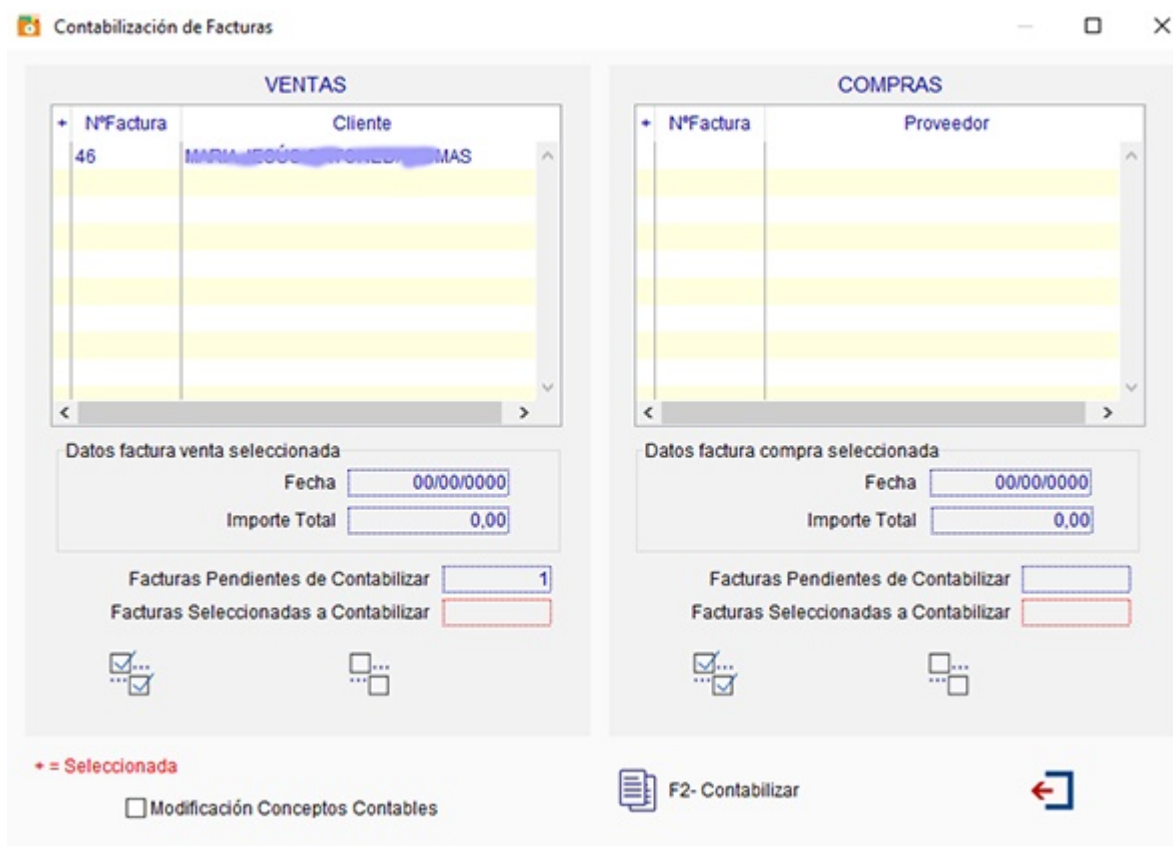 Contabilización de Facturas
VENTAS
+ NºFactura Cliente
46 MAS
Datos factura venta seleccionada
Fecha 00/00/0000
Importe Total 0,00
Facturas Pendientes de Contabilizar 1
Facturas Seleccionadas a Contabilizar
COMPRAS
+ NºFactura Proveedor
Datos factura compra seleccionada
Fecha 00/00/0000
Importe Total 0,00
Facturas Pendientes de Contabilizar
Facturas Seleccionadas a Contabilizar
+ = Seleccionada
Modificación Conceptos Contables
F2- Contabilizar